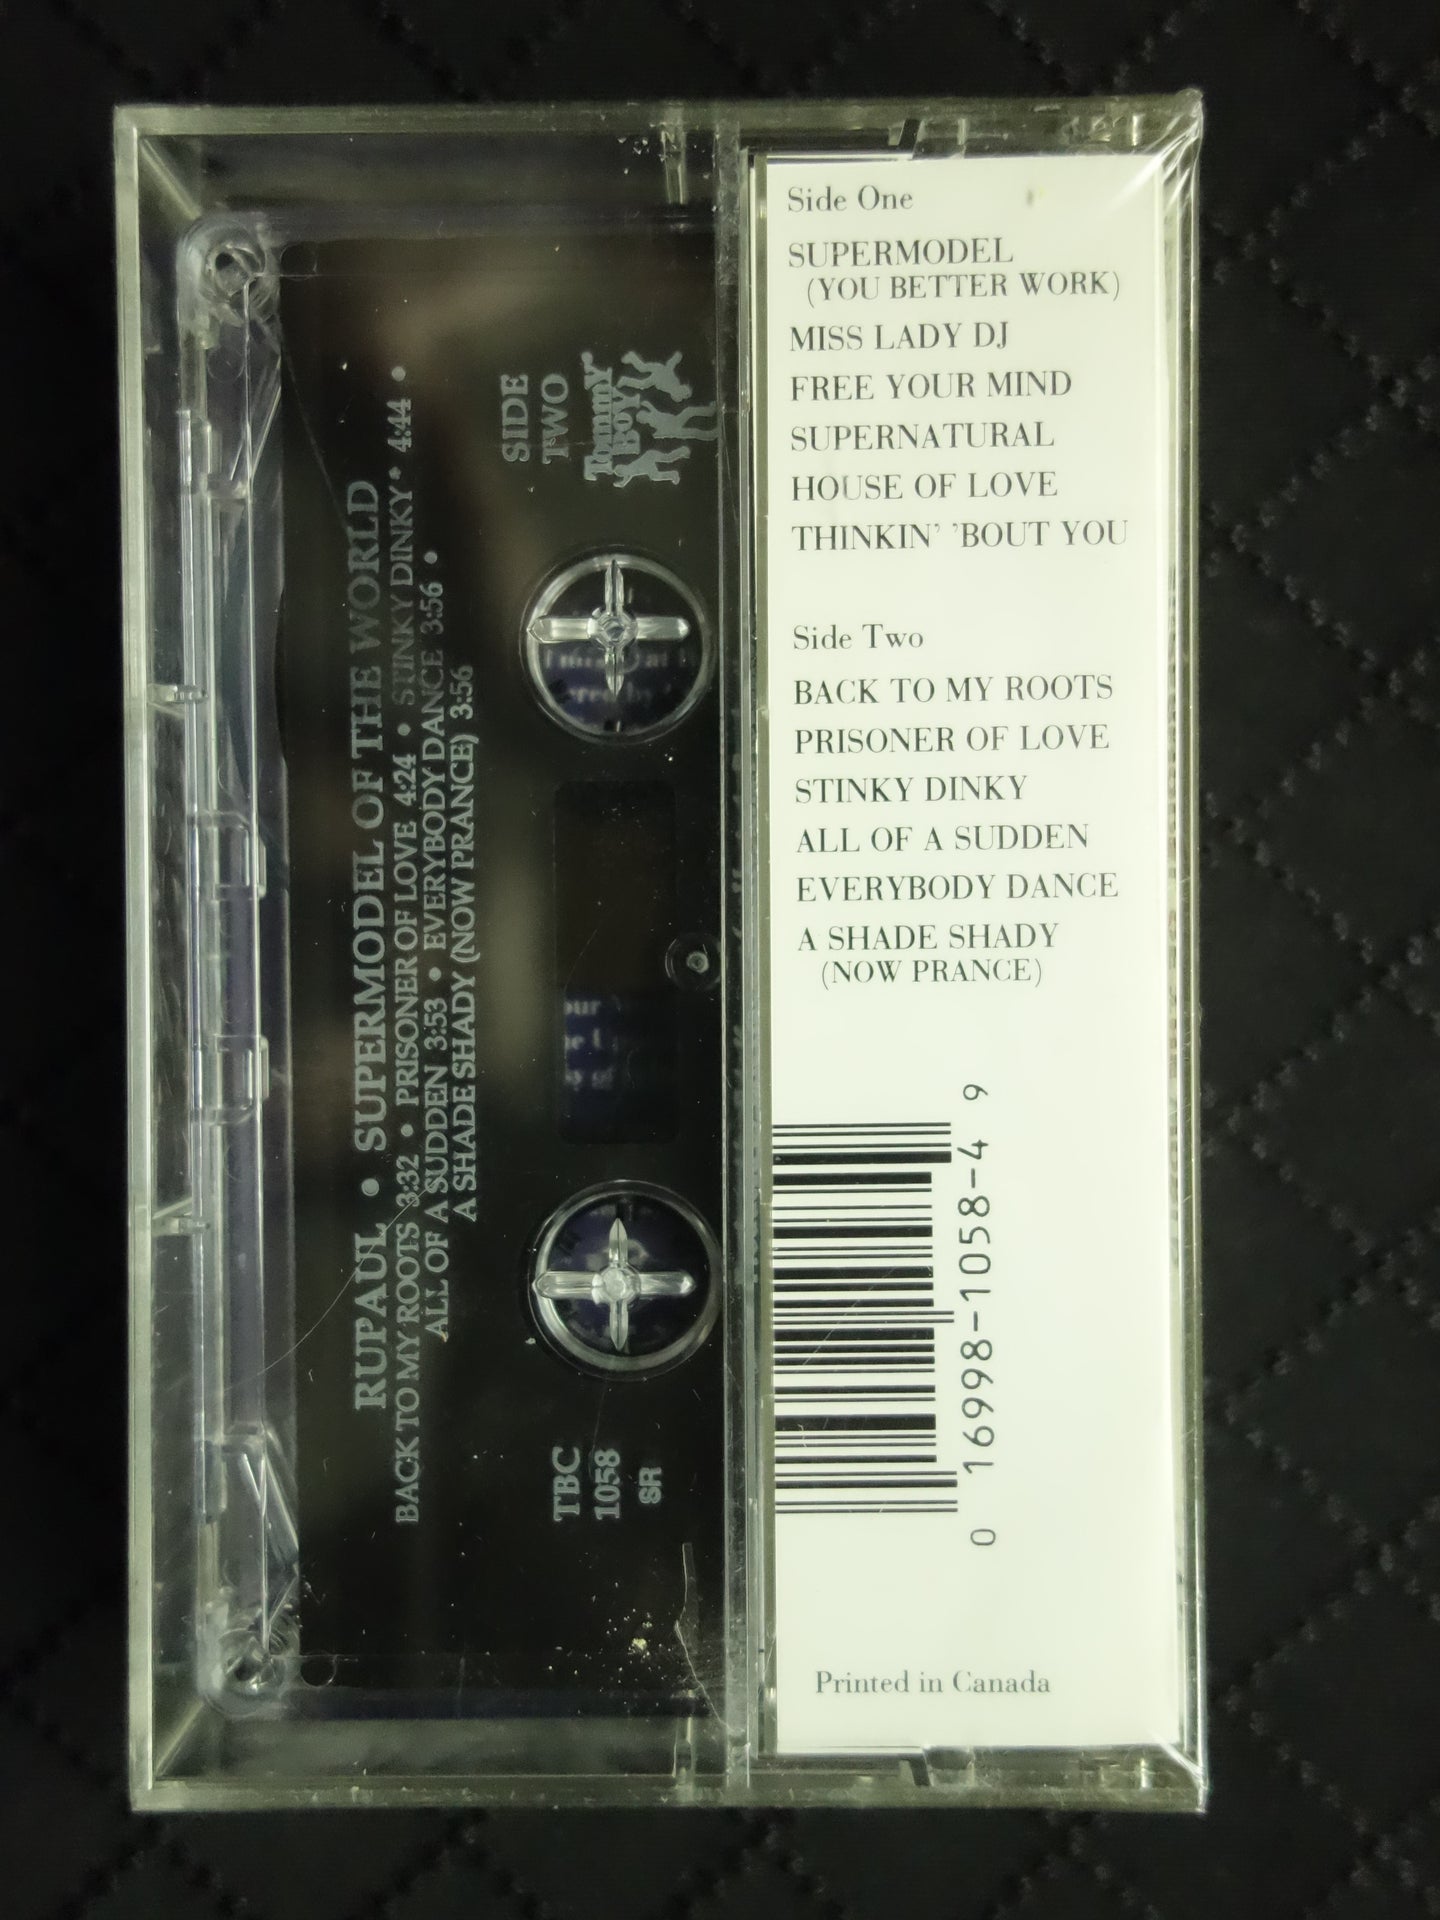 Side One
SUPERMODEL
(YOU BETTER WORK)
MISS LADY DJ
FREE YOUR MIND
SUPERNATURAL
HOUSE OF LOVE
THINKIN' 'BOUT YOU
Side Two
BACK TO MY ROOTS
PRISONER OF LOVE
STINKY DINKY
ALL OF A SUDDEN
EVERYBODY DANCE
A SHADE SHADY
(NOW PRANCE)
0 16998-1058-4 9
Printed in Canada
RUPAUL • SUPERMODEL OF THE WORLD
BACK TO MY ROOTS 3:32 • PRISONER OF LOVE 4:24 • STINKY DINKY* 4:44 •
ALL OF A SUDDEN 3:53 • EVERYBODY DANCE 3:56 •
A SHADE SHADY (NOW PRANCE) 3:56
SIDE
TWO
Tommy
Boy
TBC
1058
SR